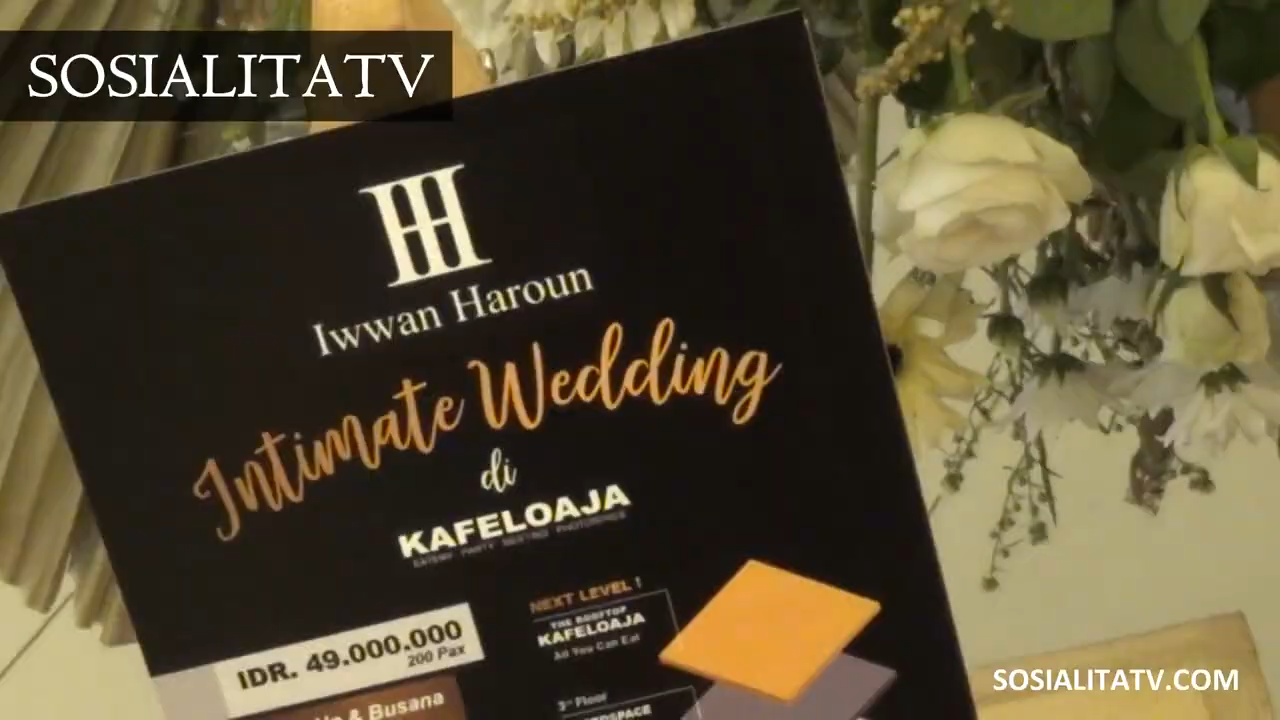 SOSIALITATV
IH
Iwwan Haroun
Intimate Wedding
di
KAFELOAJA
IDR. 49.000.000
200 Pax
& Busana
NEXT LEVEL !
THE ROOFTOP
KAFELOAJA
All You Can Eat
3rd Floor
SOSIALITATV.COM